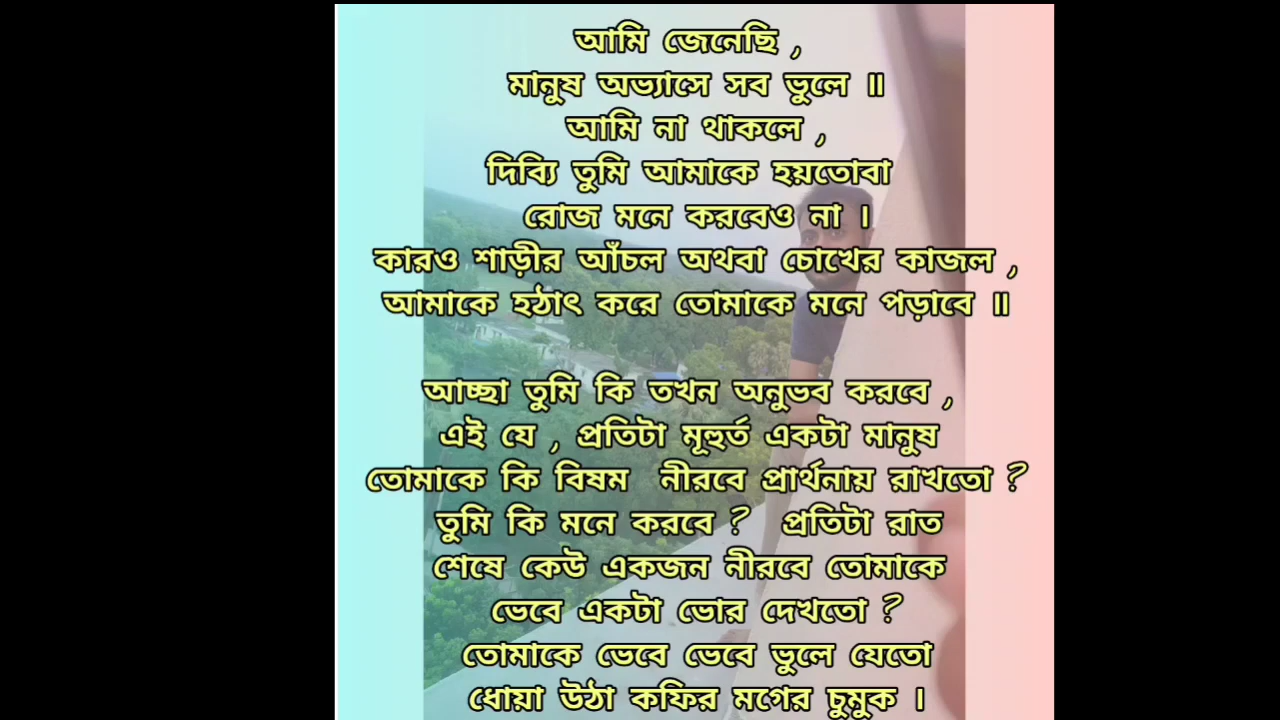 আমি জেনেছি ,
মানুষ অভ্যাসে সব ভুলে ॥
আমি না থাকলে ,
দিব্যি তুমি আমাকে হয়তোবা
রোজ মনে করবেও না ।
কারও শাড়ীর আঁচল অথবা চোখের কাজল ,
আমাকে হঠাৎ করে তোমাকে মনে পড়াবে ॥
আচ্ছা তুমি কি তখন অনুভব করবে ,
এই যে , প্রতিটা মূহুর্ত একটা মানুষ
তোমাকে কি বিষম নীরবে প্রার্থনায় রাখতো ?
তুমি কি মনে করবে ? প্রতিটা রাত
শেষে কেউ একজন নীরবে তোমাকে
ভেবে একটা ভোর দেখতো ?
তোমাকে ভেবে ভেবে ভুলে যেতো
ধোয়া উঠা কফির মগের চুমুক ।